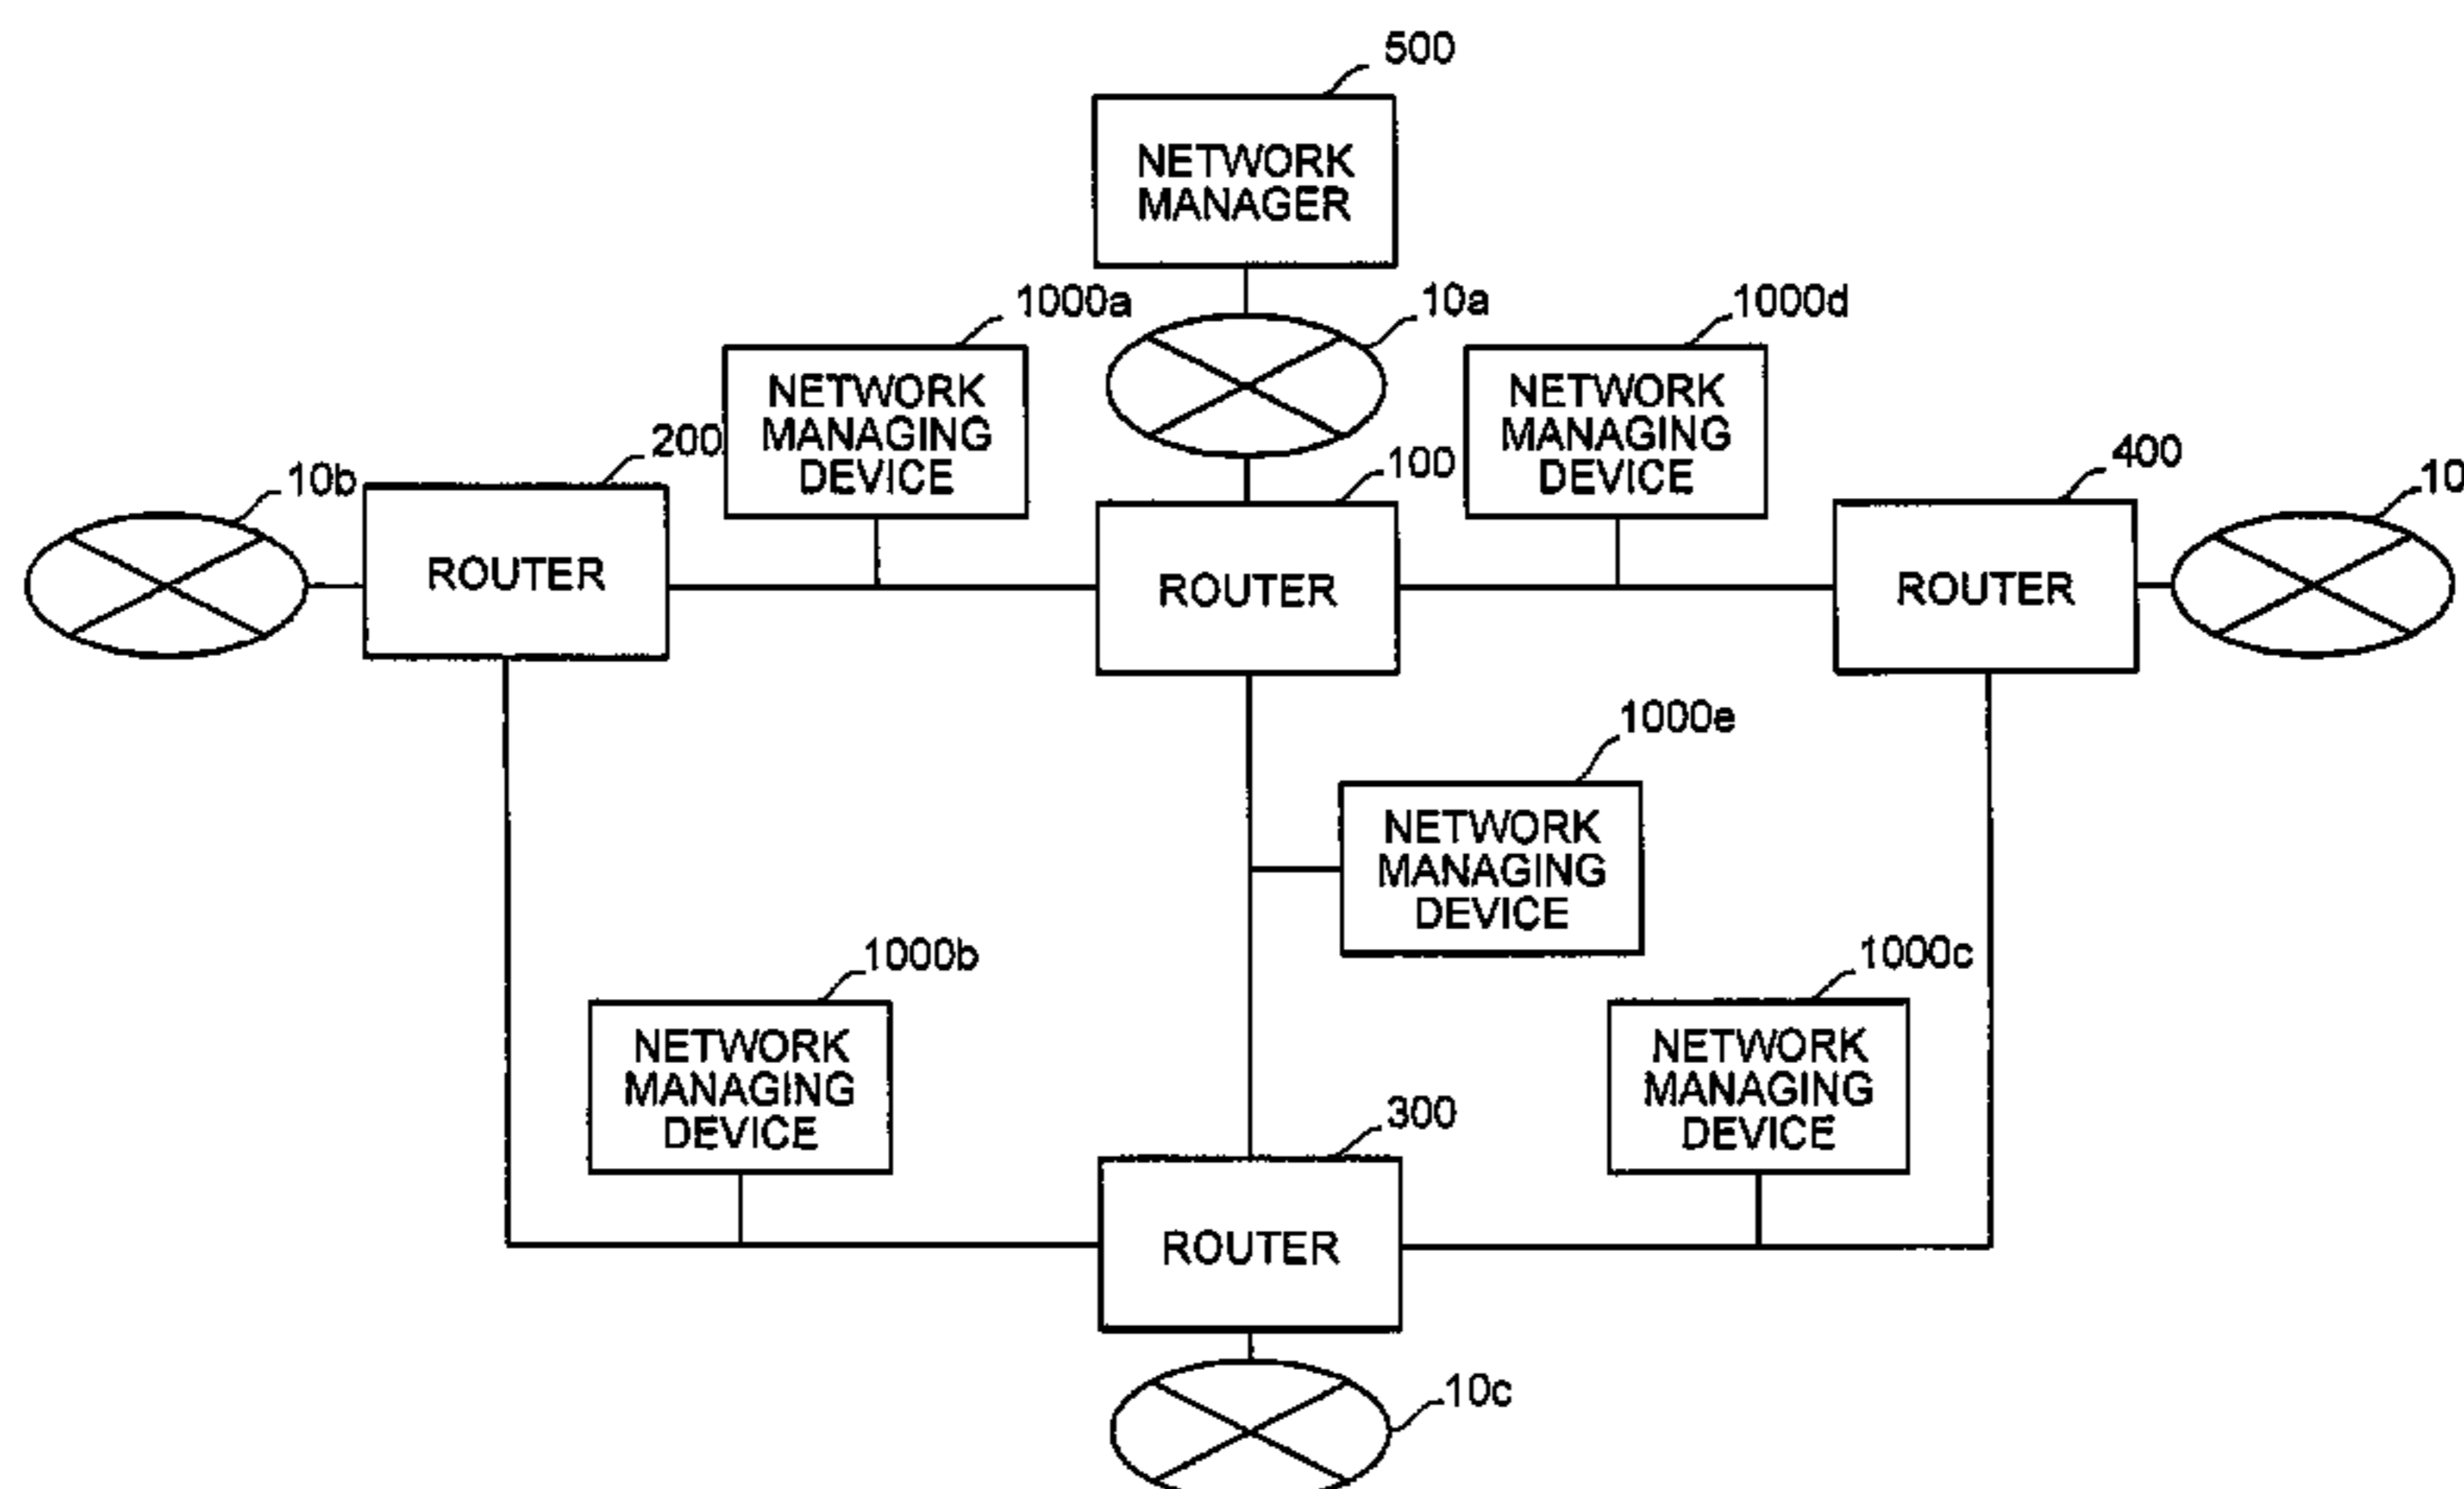 500
NETWORK
MANAGER
1000a
10a
1000d
NETWORK
MANAGING
DEVICE
NETWORK
MANAGING
DEVICE
200
400
10b
100
10
ROUTER
ROUTER
ROUTER
1000e
NETWORK
MANAGING
DEVICE
1000b
1000c
NETWORK
MANAGING
DEVICE
NETWORK
MANAGING
DEVICE
300
ROUTER
10c